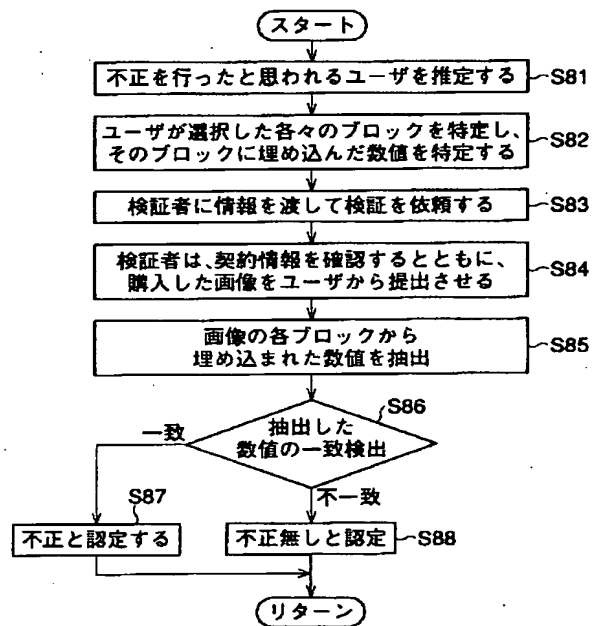 スタート
不正を行ったと思われるユーザを推定する
S81
ユーザが選択した各々のブロックを特定し、
そのブロックに埋め込んだ数値を特定する
S82
検証者に情報を渡して検証を依頼する
S83
検証者は、契約情報を確認するとともに、
購入した画像をユーザから提出させる
S84
画像の各ブロックから
埋め込まれた数値を抽出
S85
S86
抽出した
数値の一致検出
一致
不一致
S87
不正と認定する
不正無しと認定
S88
リターン